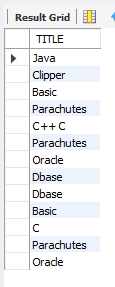 Result Grid
TITLE
Java
Clipper
Basic
Parachutes
C++ C
Parachutes
Oracle
Dbase
Dbase
Basic
C
Parachutes
Oracle